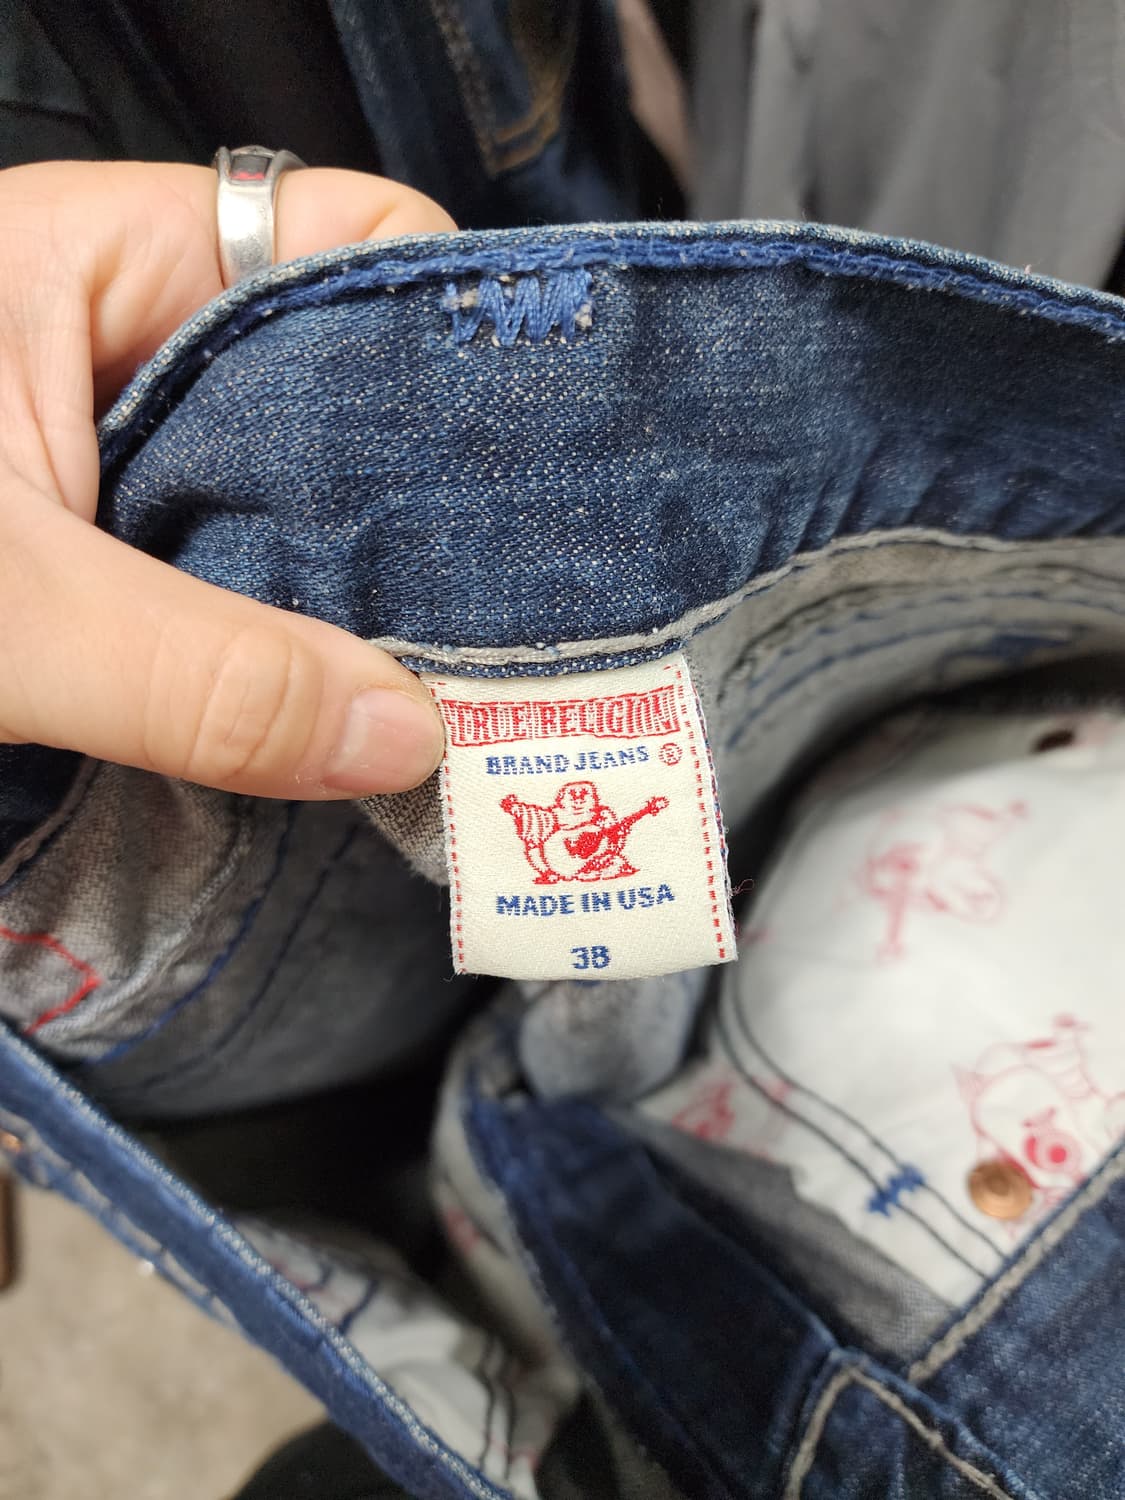 TRUE RELIGION
BRAND JEANS ®
MADE IN USA
38